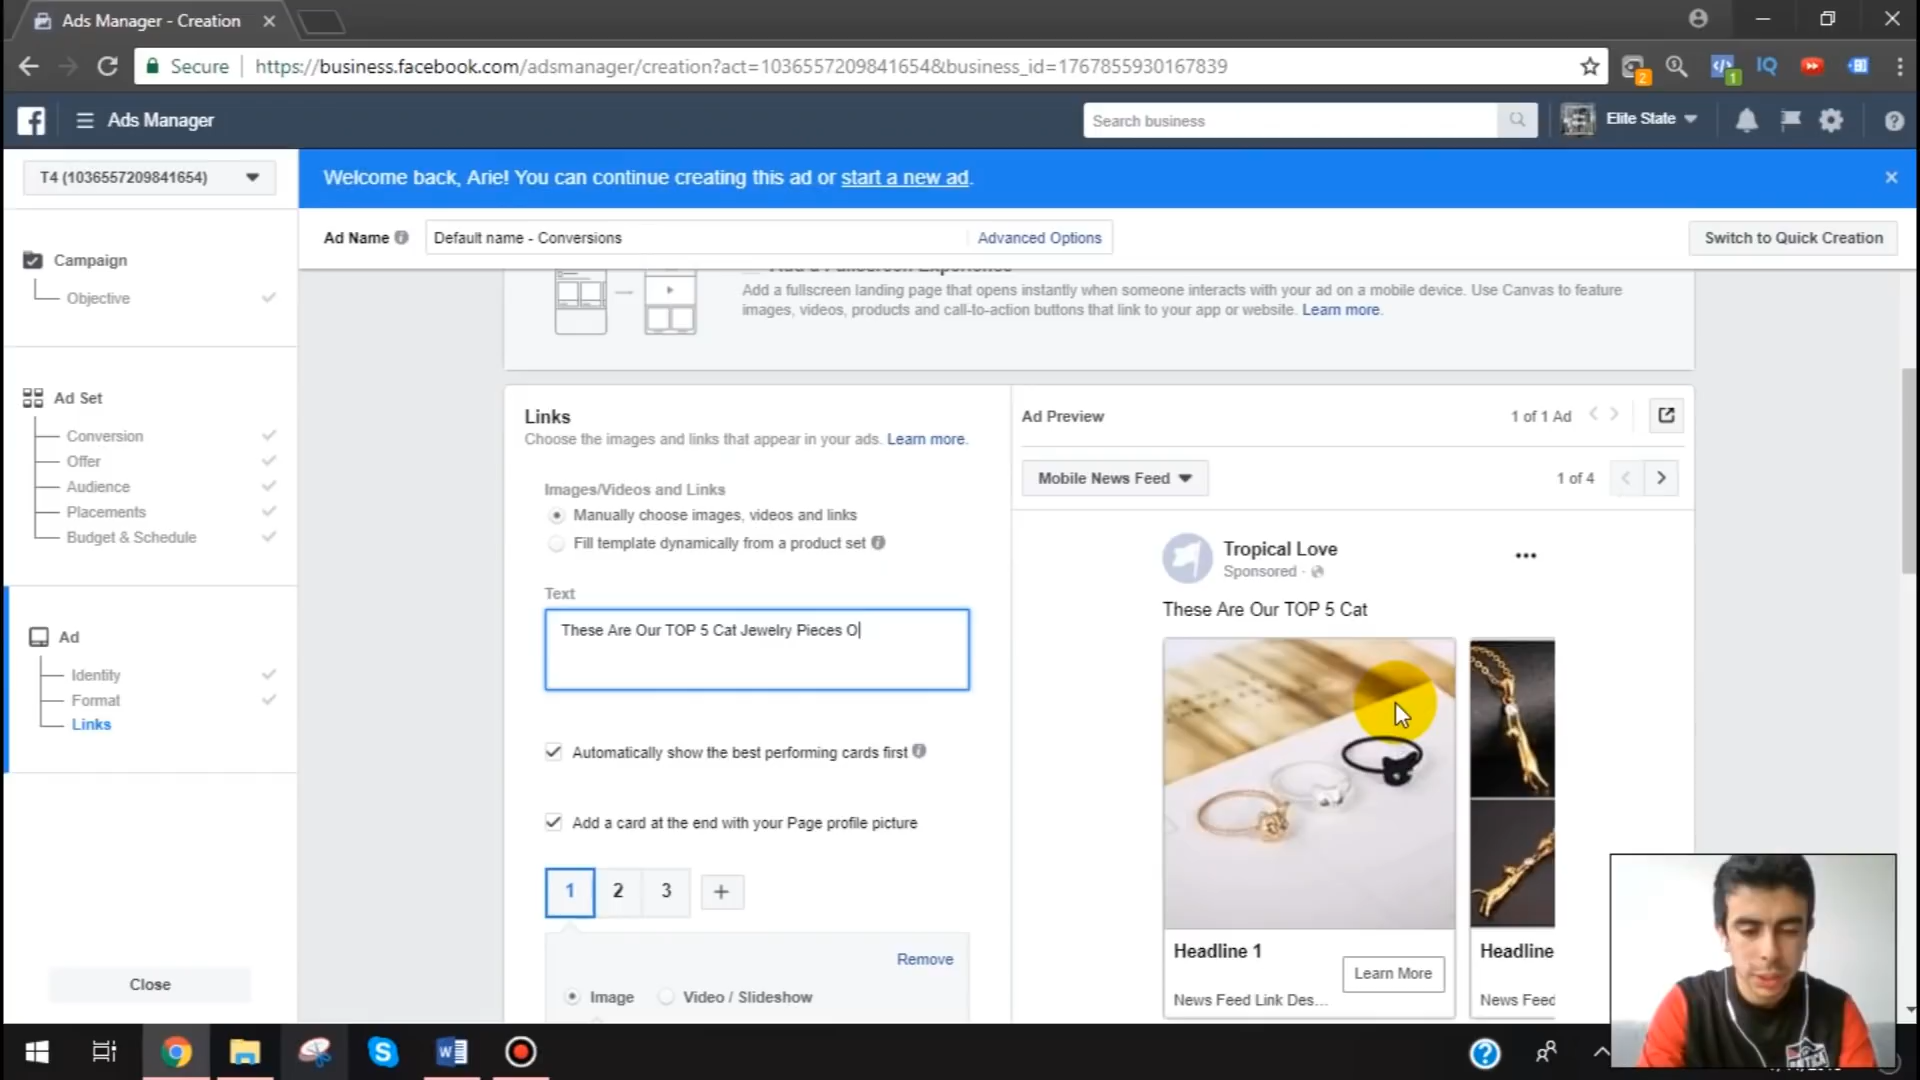 Ads Manager - Creation
Secure
https://business.facebook.com/adsmanager/creation?act=1036557209841654&business_id=1767855930167839
2
1
IQ
Ads Manager
Search business
Elite State
T4 (1036557209841654)
Welcome back, Arie! You can continue creating this ad or start a new ad.
Ad Name
Default name - Conversions
Advanced Options
Switch to Quick Creation
Campaign
Objective
Ad Set
Conversion
Offer
Audience
Placements
Budget & Schedule
Ad
Identity
Format
Links
Close
Add a Fullscreen Experience
Add a fullscreen landing page that opens instantly when someone interacts with your ad on a mobile device. Use Canvas to feature
images, videos, products and call-to-action buttons that link to your app or website. Learn more.
Links
Choose the images and links that appear in your ads. Learn more.
Images/Videos and Links
Manually choose images, videos and links
Fill template dynamically from a product set
Text
These Are Our TOP 5 Cat Jewelry Pieces O
Automatically show the best performing cards first
Add a card at the end with your Page profile picture
1 2 3 +
Remove
Image
Video / Slideshow
Ad Preview
1 of 1 Ad
Mobile News Feed
1 of 4
Tropical Love
Sponsored
These Are Our TOP 5 Cat
Headline 1
Learn More
News Feed Link Des...
Headline
News Feed